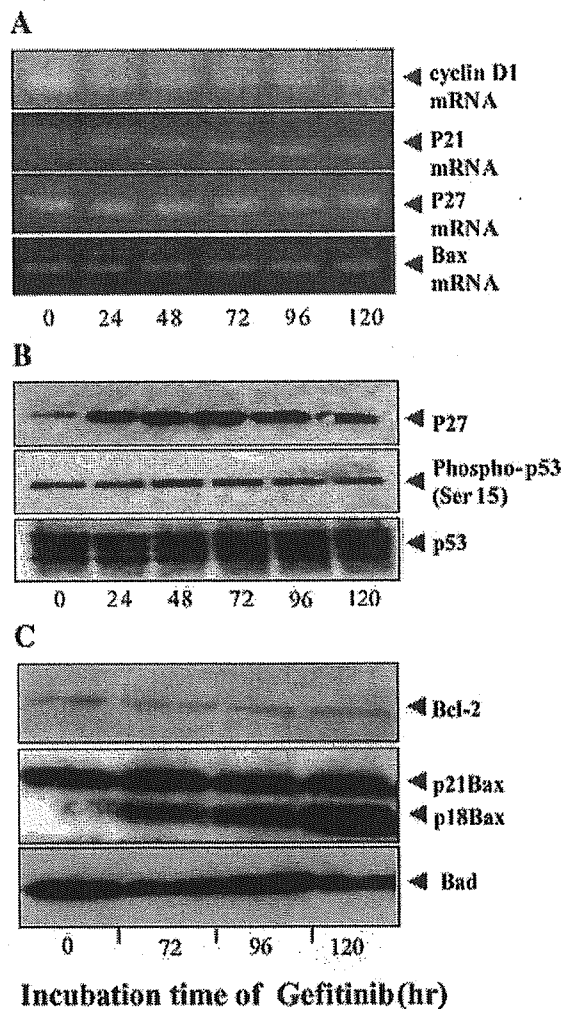 A
cyclin D1
mRNA
P21
mRNA
P27
mRNA
Bax
mRNA
0 24 48 72 96 120
B
P27
Phospho-p53
(Ser 15)
p53
0 24 48 72 96 120
C
Bcl-2
p21Bax
p18Bax
Bad
0 72 96 120
Incubation time of Gefitinib(hr)